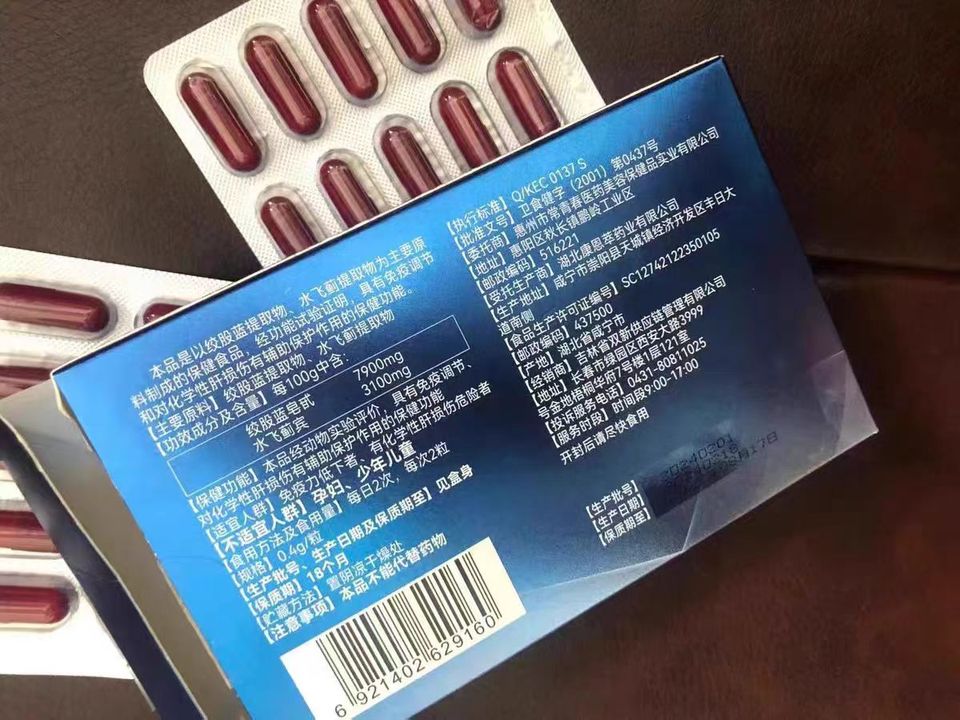 本品是以绞股蓝提取物、水飞蓟提取物为主要原
料制成的保健食品，经功能试验证明，具有免疫调节
和对化学性肝损伤有辅助保护作用的保健功能。
【主要原料】绞股蓝提取物、水飞蓟提取物
【功效成分及含量】每100g中含：
绞股蓝皂甙 7900mg
水飞蓟宾 3100mg
【保健功能】本品经动物实验评价，具有免疫调节、
对化学性肝损伤有辅助保护作用的保健功能
【适宜人群】免疫力低下者，有化学性肝损伤危险者
【不适宜人群】孕妇、少年儿童
【食用方法及食用量】每日2次，每次2粒
【规格】0.4g/粒
【生产批号、生产日期及保质期至】见盒身
【保质期】18个月
【贮藏方法】置阴凉干燥处
【注意事项】本品不能代替药物
6 921402 629160
【执行标准】Q/KEC 0137 S
【批准文号】卫食健字（2001）第0437号
【委托商】惠州市常青春医药美容保健品实业有限公司
【地址】惠阳区秋长镇鹏岭工业区
【邮政编码】516221
【受托生产商】湖北康恩萃药业有限公司
【生产地址】咸宁市崇阳县天城镇经济开发区丰日大
道南侧
【食品生产许可证编号】SC12742122350105
【邮政编码】437500
【产地】湖北省咸宁市
【经销商】吉林省双新供应链管理有限公司
【地址】长春市绿园区西安大路3999
号金地梧桐华府7号楼1层121室
【投诉服务电话】0431-80811025
【服务时段】时间段9:00-17:00
开封后请尽快食用
【生产批号】20240201
【生产日期】
【保质期至】